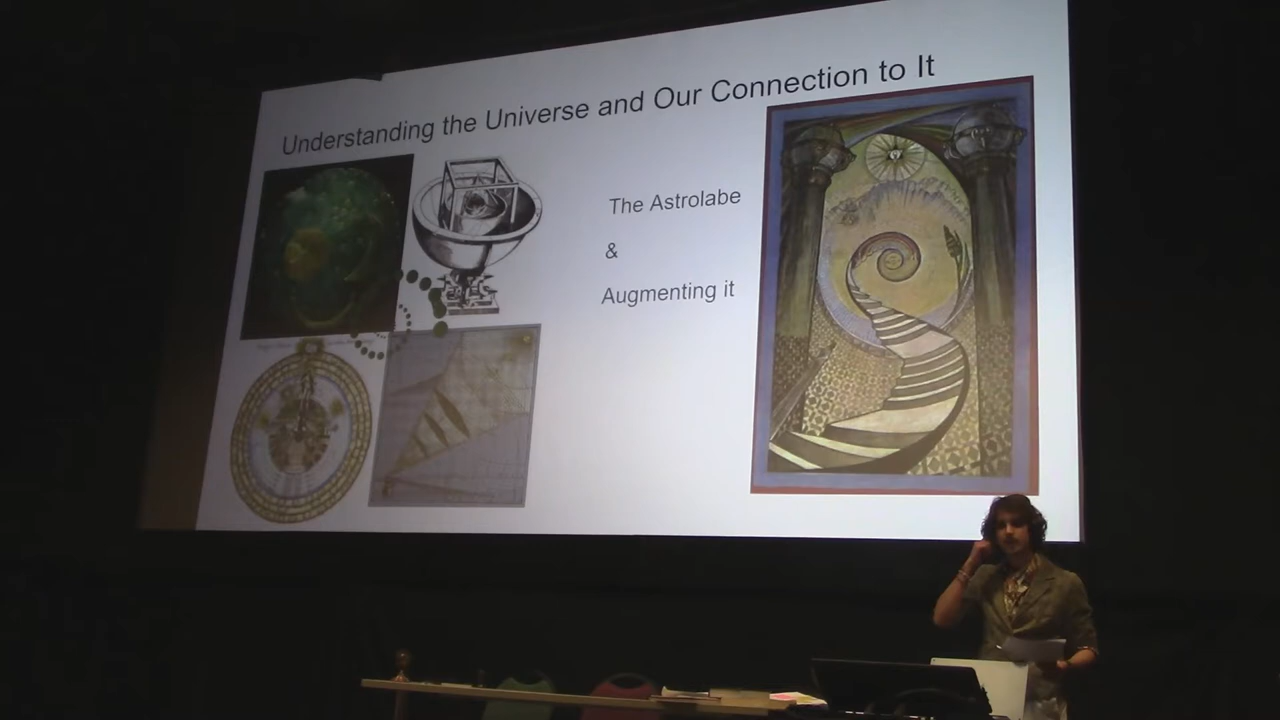 Understanding the Universe and Our Connection to It
The Astrolabe
&
Augmenting it